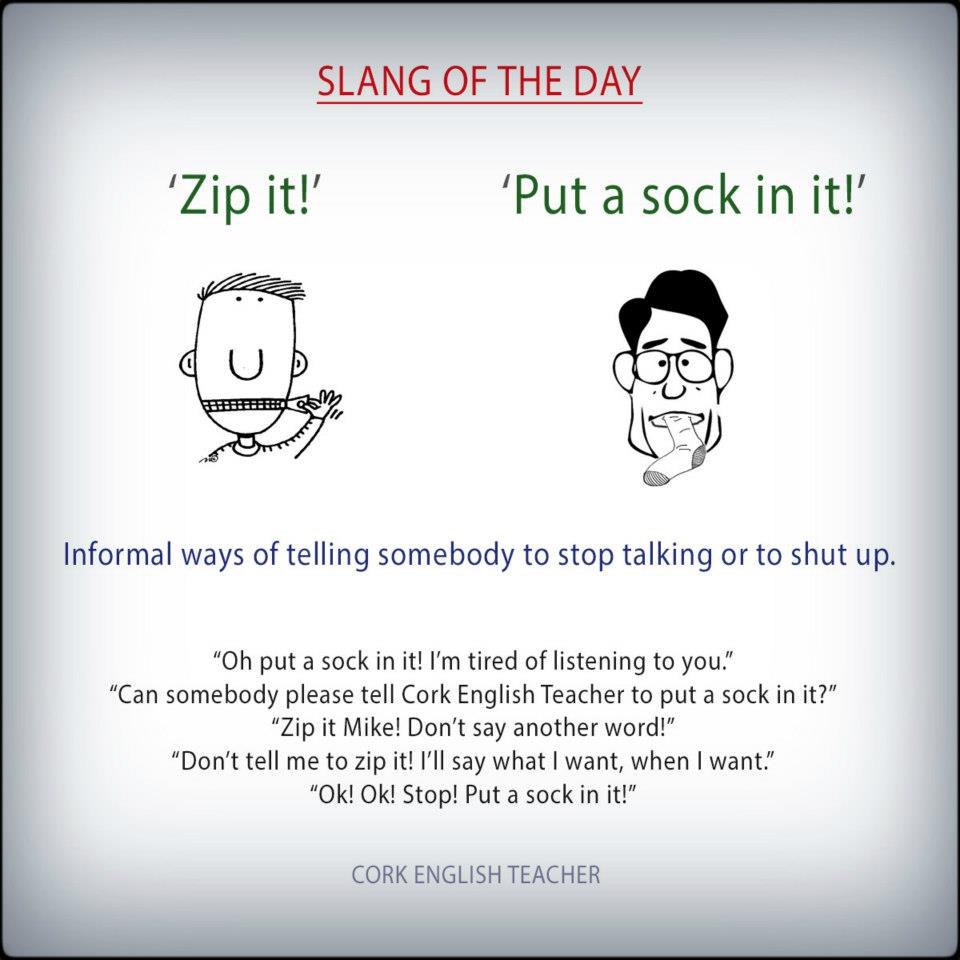 SLANG OF THE DAY
‘Zip it!’ ‘Put a sock in it!’
Informal ways of telling somebody to stop talking or to shut up.
“Oh put a sock in it! I’m tired of listening to you.”
“Can somebody please tell Cork English Teacher to put a sock in it?”
“Zip it Mike! Don’t say another word!”
“Don’t tell me to zip it! I’ll say what I want, when I want.”
“Ok! Ok! Stop! Put a sock in it!”
CORK ENGLISH TEACHER